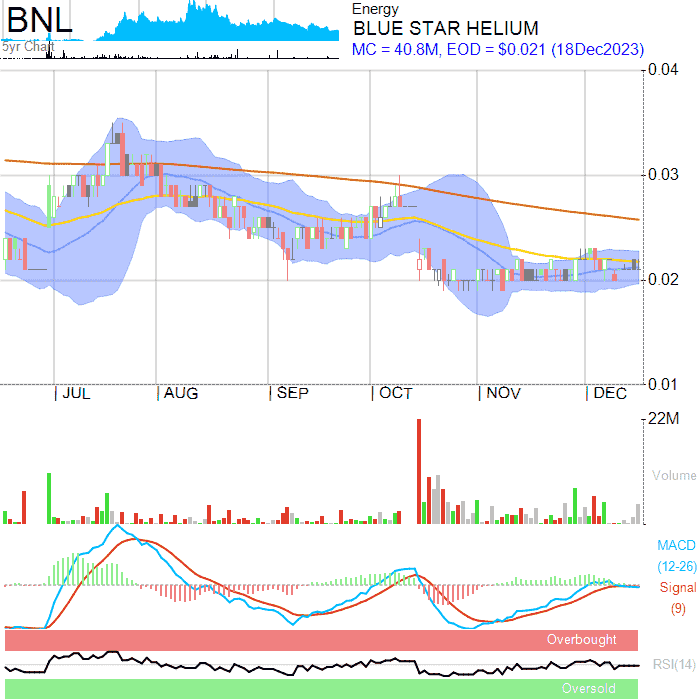 BNL
5yr Chart
Energy
BLUE STAR HELIUM
MC = 40.8M, EOD = $0.021 (18Dec2023)
0.04
0.03
0.02
0.01
JUL AUG SEP OCT NOV DEC
22M
Volume
MACD
(12-26)
Signal
(9)
Overbought
RSI(14)
Oversold